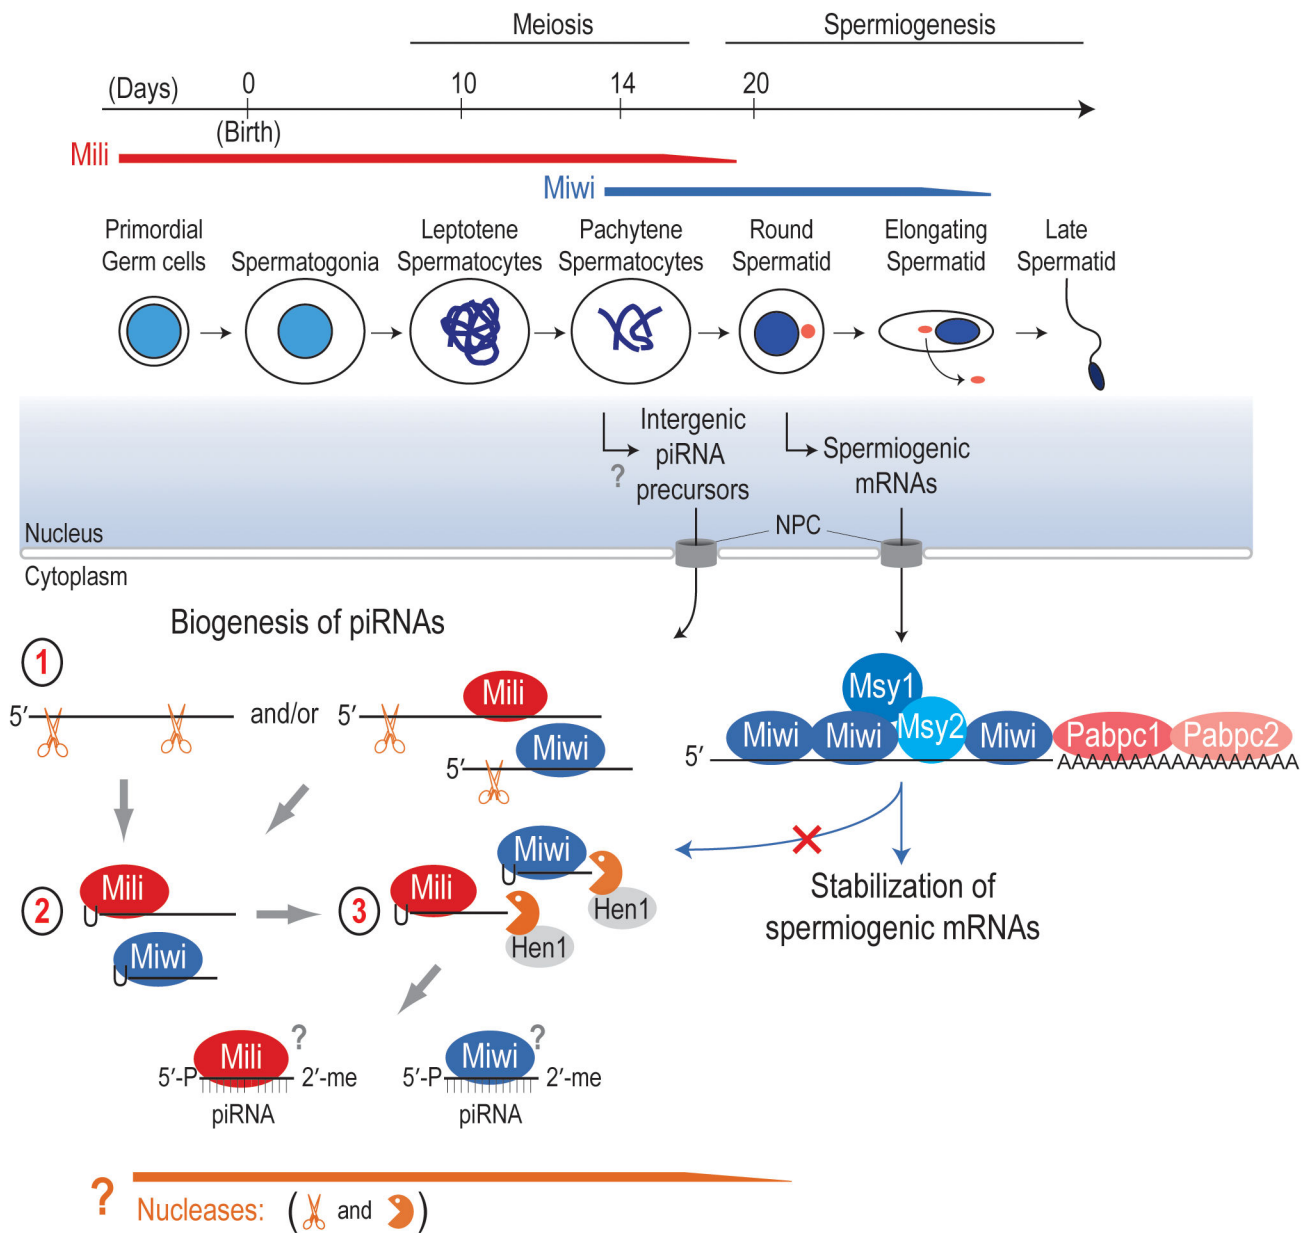 Meiosis
Spermiogenesis
(Days)
0
10
14
20
(Birth)
Mili
Miwi
Primordial
Germ cells
Spermatogonia
Leptotene
Spermatocytes
Pachytene
Spermatocytes
Round
Spermatid
Elongating
Spermatid
Late
Spermatid
Intergenic
piRNA
precursors
?
Spermiogenic
mRNAs
Nucleus
NPC
Cytoplasm
Biogenesis of piRNAs
1
5′
and/or
5′
Mili
Miwi
5′
Msy1
Msy2
Miwi
Miwi
Miwi
Pabpc1
Pabpc2
5′
AAAAAAAAAAAAAAAAA
2
Mili
U
Miwi
U
3
Mili
U
Hen1
Miwi
U
Hen1
Stabilization of
spermiogenic mRNAs
Mili
?
5′-P
2′-me
piRNA
Miwi
?
5′-P
2′-me
piRNA
?
Nucleases: ( and )